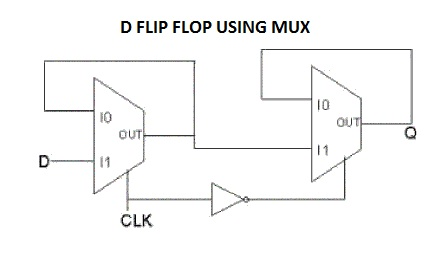 D FLIP FLOP USING MUX
I0
OUT
D
I1
CLK
I0
OUT
Q
I1